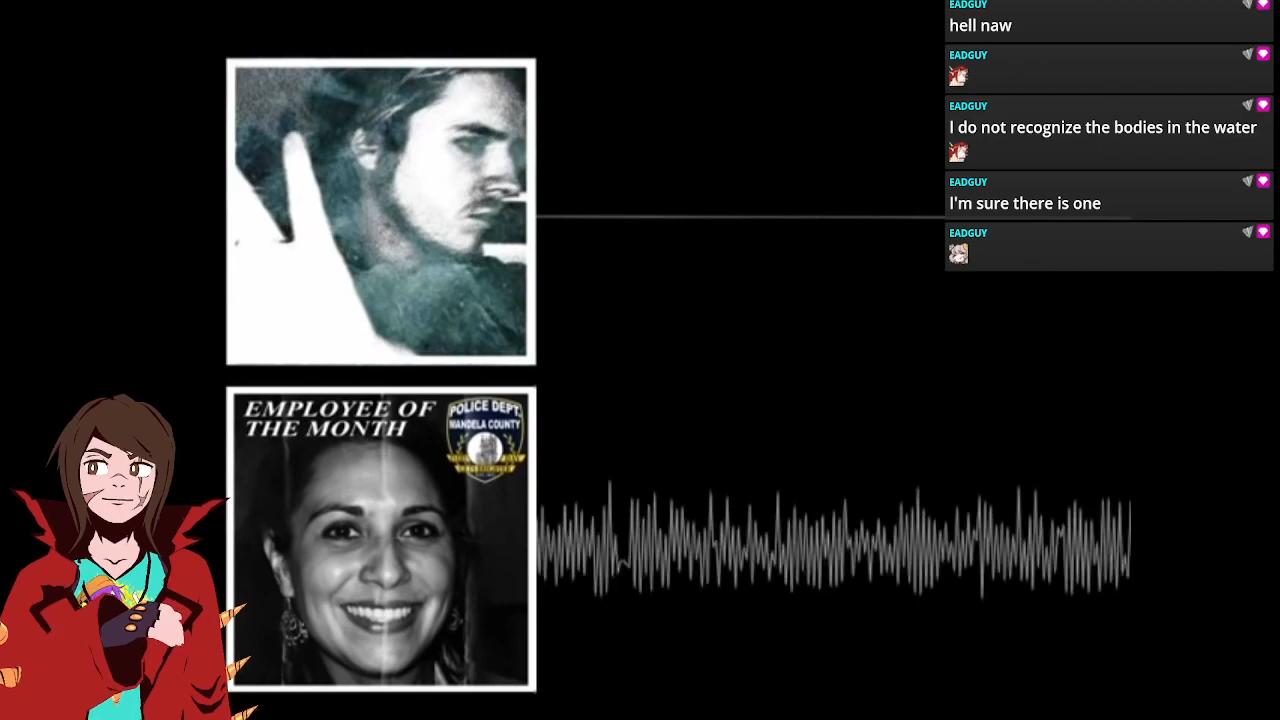 EMPLOYEE OF
THE MONTH
POLICE DEPT.
MANDELA COUNTY
EADGUY
hell naw
EADGUY
EADGUY
I do not recognize the bodies in the water
EADGUY
I'm sure there is one
EADGUY